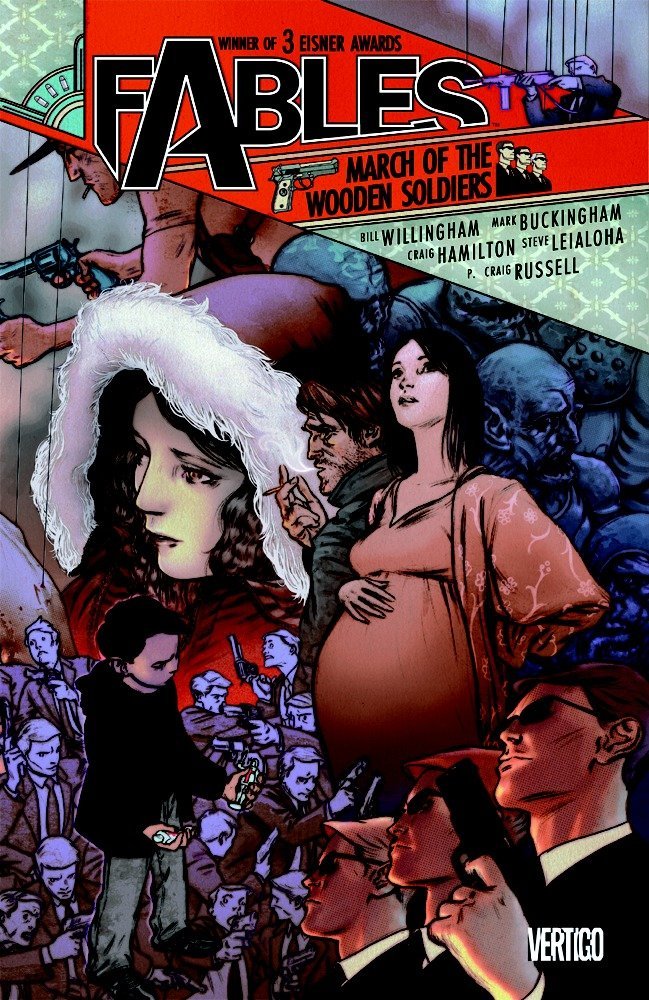 WINNER OF 3 EISNER AWARDS
FABLES
MARCH OF THE
WOODEN SOLDIERS
BILL WILLINGHAM MARK BUCKINGHAM
CRAIG HAMILTON STEVE LEIALOHA
P. CRAIG RUSSELL
VERTIGO